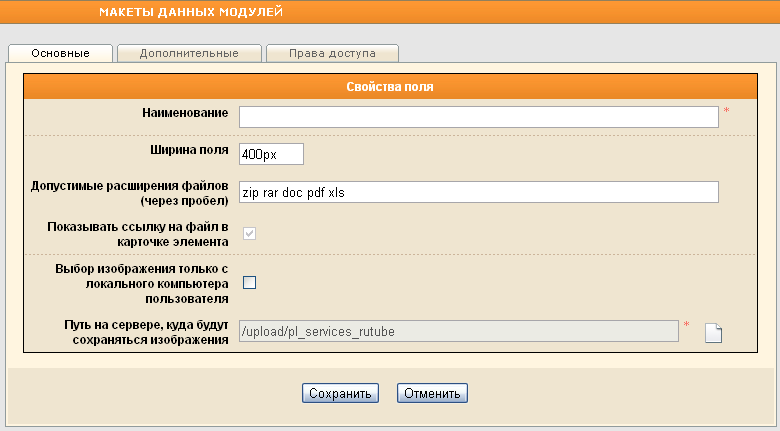 МАКЕТЫ ДАННЫХ МОДУЛЕЙ
Основные Дополнительные Права доступа
Свойства поля
Наименование *
Ширина поля 400px
Допустимые расширения файлов
(через пробел) zip rar doc pdf xls
Показывать ссылку на файл в
карточке элемента
Выбор изображения только с
локального компьютера
пользователя
Путь на сервере, куда будут
сохраняться изображения /upload/pl_services_rutube *
Сохранить Отменить